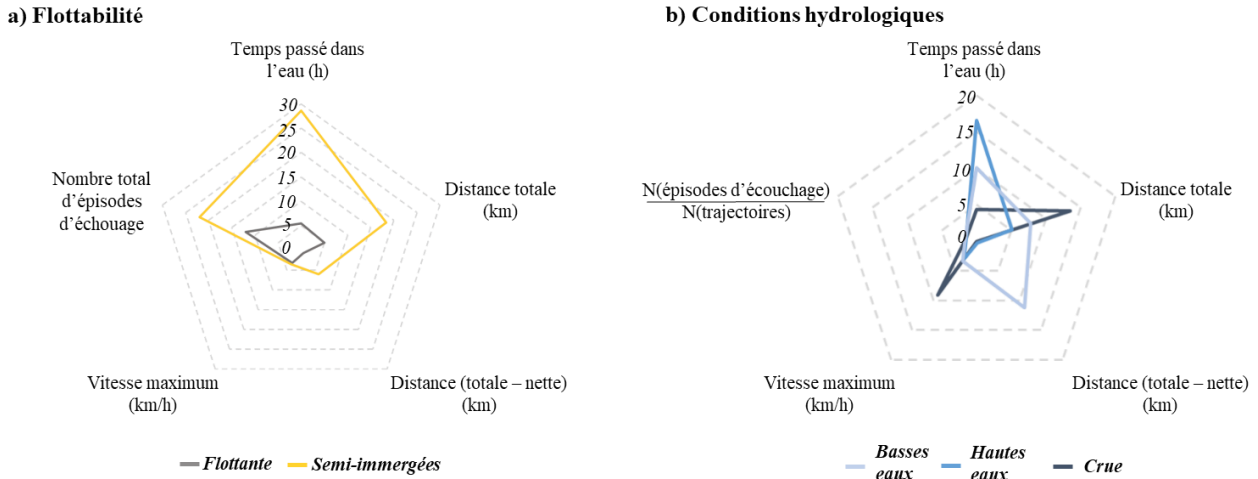 a) Flottabilité
Temps passé dans
l’eau (h)
30
25
20
15
10
5
0
Nombre total
d’épisodes
d’échouage
Distance totale
(km)
Vitesse maximum
(km/h)
Distance (totale – nette)
(km)
Flottante
Semi-immergées
b) Conditions hydrologiques
Temps passé dans
l’eau (h)
20
15
10
5
0
N(épisodes d’écouchage)
N(trajectoires)
Distance totale
(km)
Vitesse maximum
(km/h)
Distance (totale – nette)
(km)
Basses
eaux
Hautes
eaux
Crue